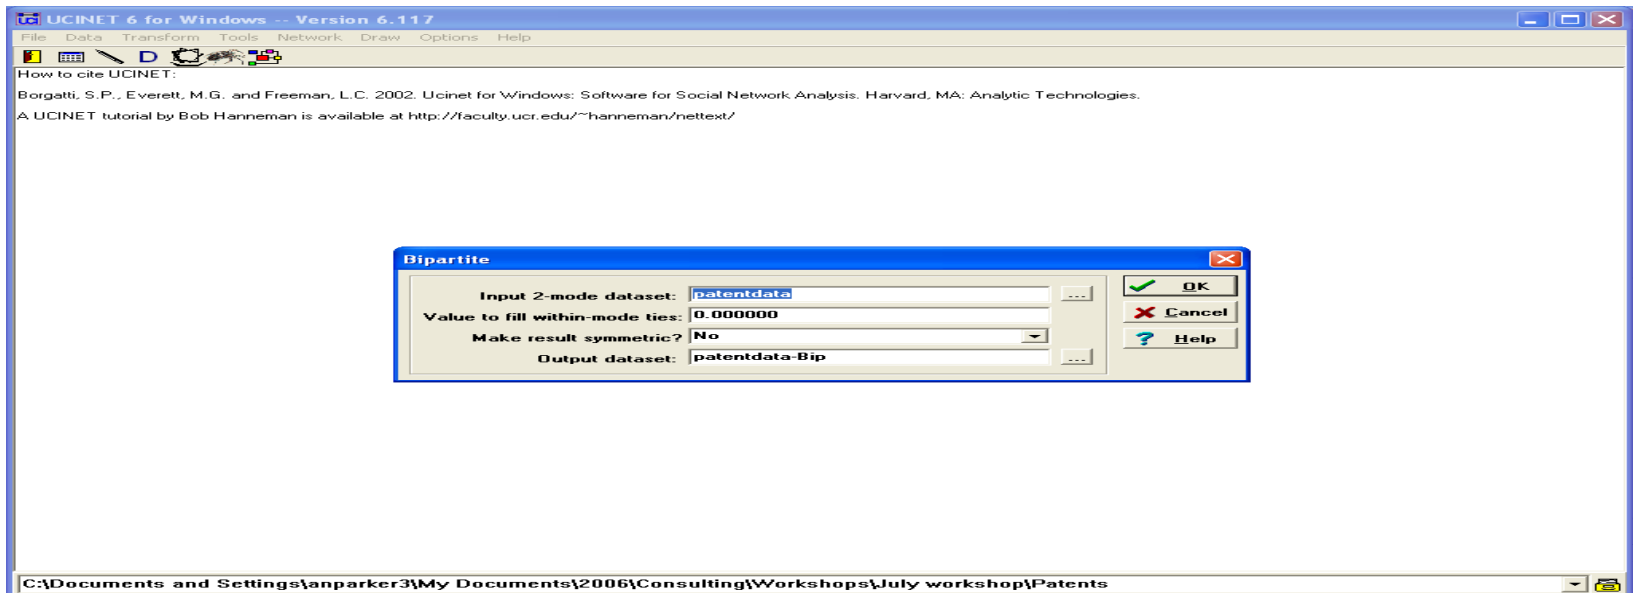 UCINET 6 for Windows -- Version 6.117
File Data Transform Tools Network Draw Options Help
D
How to cite UCINET:
Borgatti, S.P., Everett, M.G. and Freeman, L.C. 2002. Ucinet for Windows: Software for Social Network Analysis. Harvard, MA: Analytic Technologies.
A UCINET tutorial by Bob Hanneman is available at http://faculty.ucr.edu/~hanneman/nettext/
Bipartite
Input 2-mode dataset: patentdata ... OK
Value to fill within-mode ties: 0.000000 Cancel
Make result symmetric? No ? Help
Output dataset: patentdata-Bip ...
C:\Documents and Settings\anparker3\My Documents\2006\Consulting\Workshops\July workshop\Patents